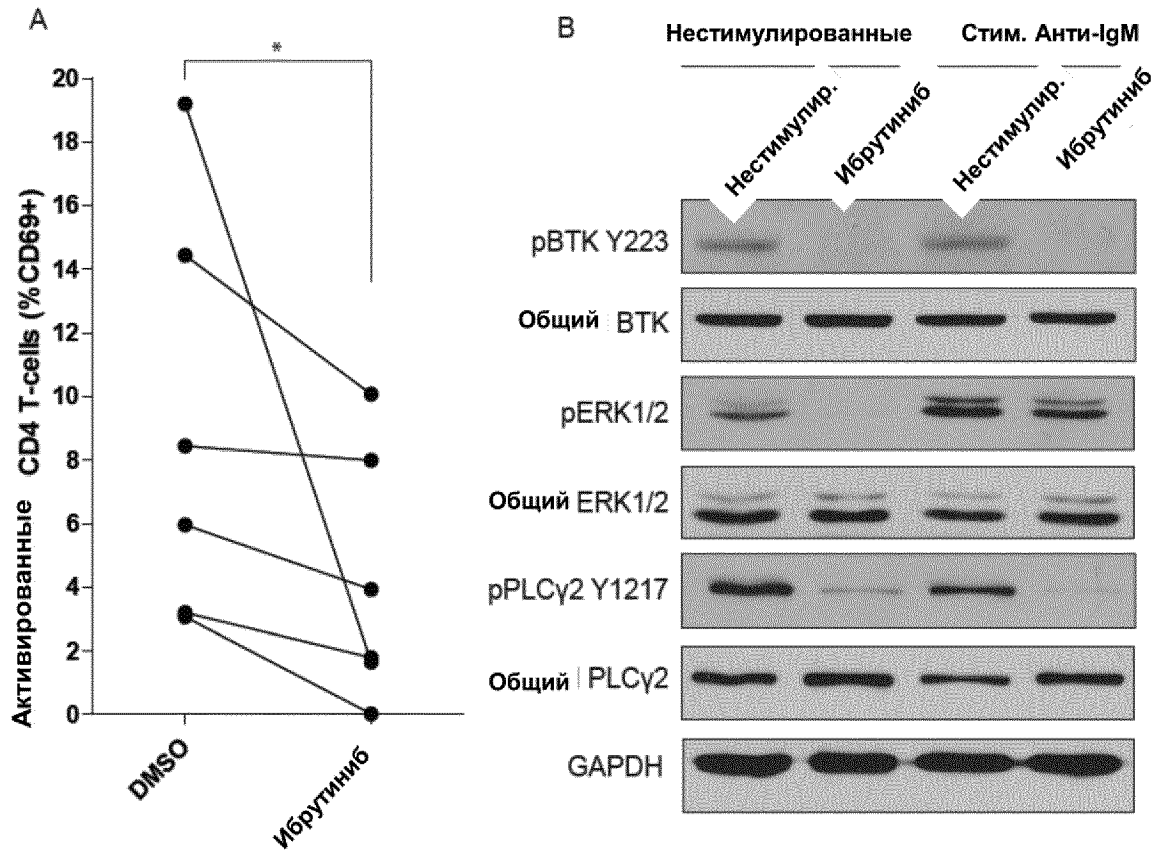 A
*
20
18
16
14
12
10
8
6
4
2
0
Активированные CD4 T-cells (%CD69+)
DMSO
Ибрутиниб
B
Нестимулированные
Стим. Анти-IgM
Нестимулир.
Ибрутиниб
Нестимулир.
Ибрутиниб
pBTK Y223
Общий BTK
pERK1/2
Общий ERK1/2
pPLCγ2 Y1217
Общий PLCγ2
GAPDH